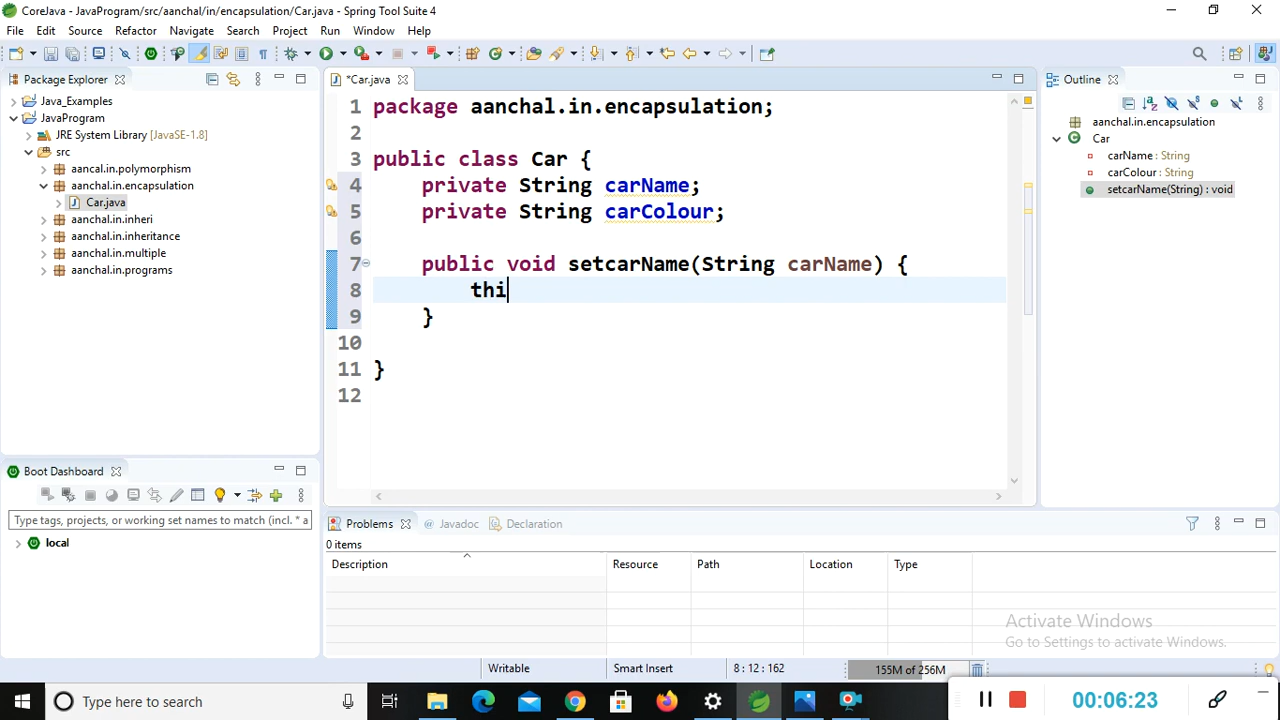 CoreJava - JavaProgram/src/aanchal/in/encapsulation/Car.java - Spring Tool Suite 4
File Edit Source Refactor Navigate Search Project Run Window Help
Package Explorer
*Car.java
Outline
Java_Examples
JavaProgram
JRE System Library [JavaSE-1.8]
src
aancal.in.polymorphism
aanchal.in.encapsulation
Car.java
aanchal.in.inheri
aanchal.in.inheritance
aanchal.in.multiple
aanchal.in.programs
1 package aanchal.in.encapsulation;
2
3 public class Car {
4 private String carName;
5 private String carColour;
6
7 public void setcarName(String carName) {
8 thi
9 }
10
11 }
12
aanchal.in.encapsulation
Car
carName : String
carColour : String
setcarName(String) : void
Boot Dashboard
Type tags, projects, or working set names to match (incl. * a
local
Problems Javadoc Declaration
0 items
Description Resource Path Location Type
Activate Windows
Go to Settings to activate Windows.
Writable Smart Insert 8 : 12 : 162 155M of 256M
Type here to search
00:06:23